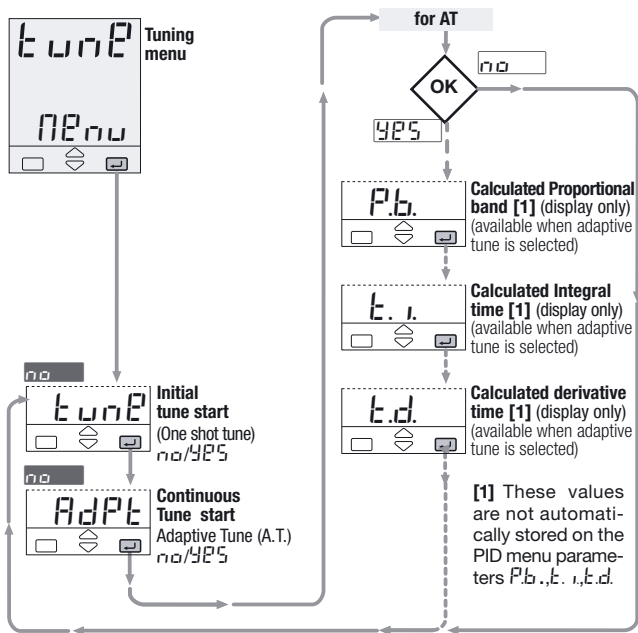 tunE
Tuning
menu
MEnu
no
tunE
Initial
tune start
(One shot tune)
no/YES
no
AdPt
Continuous
Tune start
Adaptive Tune (A.T.)
no/YES
for AT
OK
no
YES
P.b.
Calculated Proportional
band [1] (display only)
(available when adaptive
tune is selected)
t. i.
Calculated Integral
time [1] (display only)
(available when adaptive
tune is selected)
t.d.
Calculated derivative
time [1] (display only)
(available when adaptive
tune is selected)
[1] These values
are not automati-
cally stored on the
PID menu parame-
ters P.b.,t. i.,t.d.